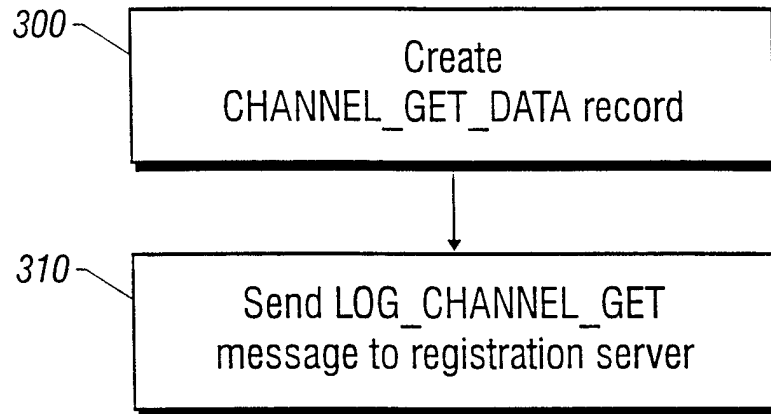 300
Create
CHANNEL_GET_DATA record
310
Send LOG_CHANNEL_GET
message to registration server